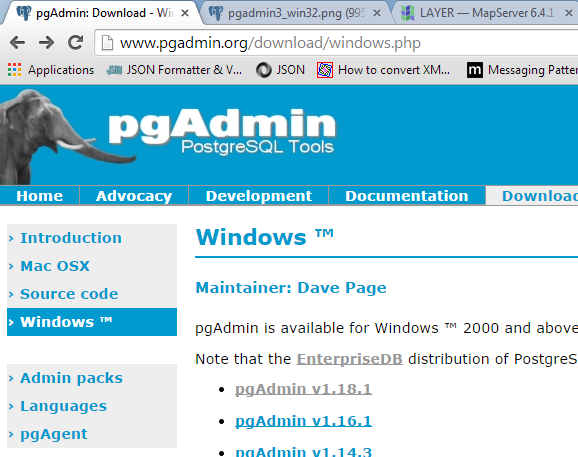 pgAdmin: Download - Wi
pgadmin3_win32.png (995
LAYER — MapServer 6.4.1
www.pgadmin.org/download/windows.php
Applications
JSON Formatter & V...
JSON
How to convert XM...
Messaging Patter
pgAdmin
PostgreSQL Tools
Home
Advocacy
Development
Documentation
Download
› Introduction
› Mac OSX
› Source code
› Windows ™
› Admin packs
› Languages
› pgAgent
Windows ™
Maintainer: Dave Page
pgAdmin is available for Windows ™ 2000 and above
Note that the EnterpriseDB distribution of PostgreS
• pgAdmin v1.18.1
• pgAdmin v1.16.1
• pgAdmin v1.14.3